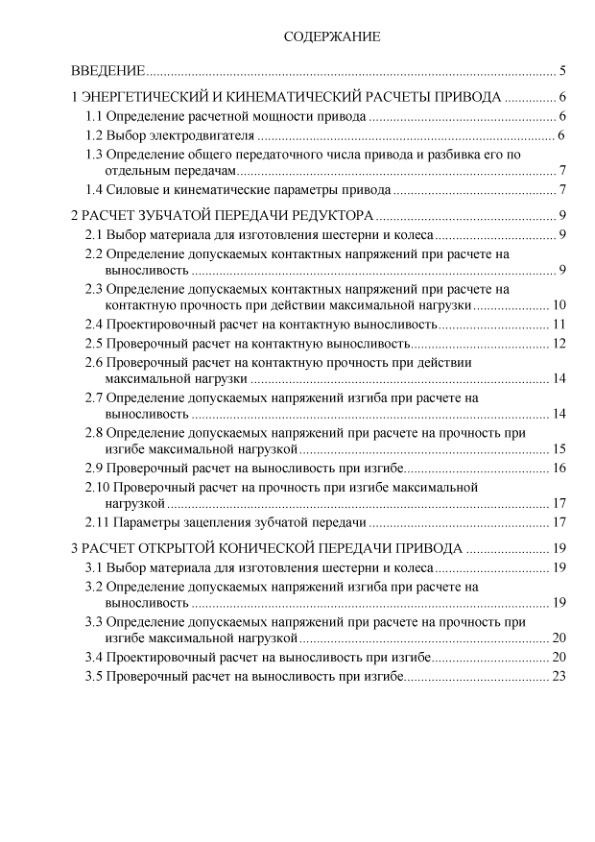 СОДЕРЖАНИЕ
ВВЕДЕНИЕ 5
1 ЭНЕРГЕТИЧЕСКИЙ И КИНЕМАТИЧЕСКИЙ РАСЧЕТЫ ПРИВОДА 6
1.1 Определение расчетной мощности привода 6
1.2 Выбор электродвигателя 6
1.3 Определение общего передаточного числа привода и разбивка его по
отдельным передачам 7
1.4 Силовые и кинематические параметры привода 7
2 РАСЧЕТ ЗУБЧАТОЙ ПЕРЕДАЧИ РЕДУКТОРА 9
2.1 Выбор материала для изготовления шестерни и колеса 9
2.2 Определение допускаемых контактных напряжений при расчете на
выносливость 9
2.3 Определение допускаемых контактных напряжений при расчете на
контактную прочность при действии максимальной нагрузки 10
2.4 Проектировочный расчет на контактную выносливость 11
2.5 Проверочный расчет на контактную выносливость 12
2.6 Проверочный расчет на контактную прочность при действии
максимальной нагрузки 14
2.7 Определение допускаемых напряжений изгиба при расчете на
выносливость 14
2.8 Определение допускаемых напряжений при расчете на прочность при
изгибе максимальной нагрузкой 15
2.9 Проверочный расчет на выносливость при изгибе 16
2.10 Проверочный расчет на прочность при изгибе максимальной
нагрузкой 17
2.11 Параметры зацепления зубчатой передачи 17
3 РАСЧЕТ ОТКРЫТОЙ КОНИЧЕСКОЙ ПЕРЕДАЧИ ПРИВОДА 19
3.1 Выбор материала для изготовления шестерни и колеса 19
3.2 Определение допускаемых напряжений изгиба при расчете на
выносливость 19
3.3 Определение допускаемых напряжений при расчете на прочность при
изгибе максимальной нагрузкой 20
3.4 Проектировочный расчет на выносливость при изгибе 20
3.5 Проверочный расчет на выносливость при изгибе 23